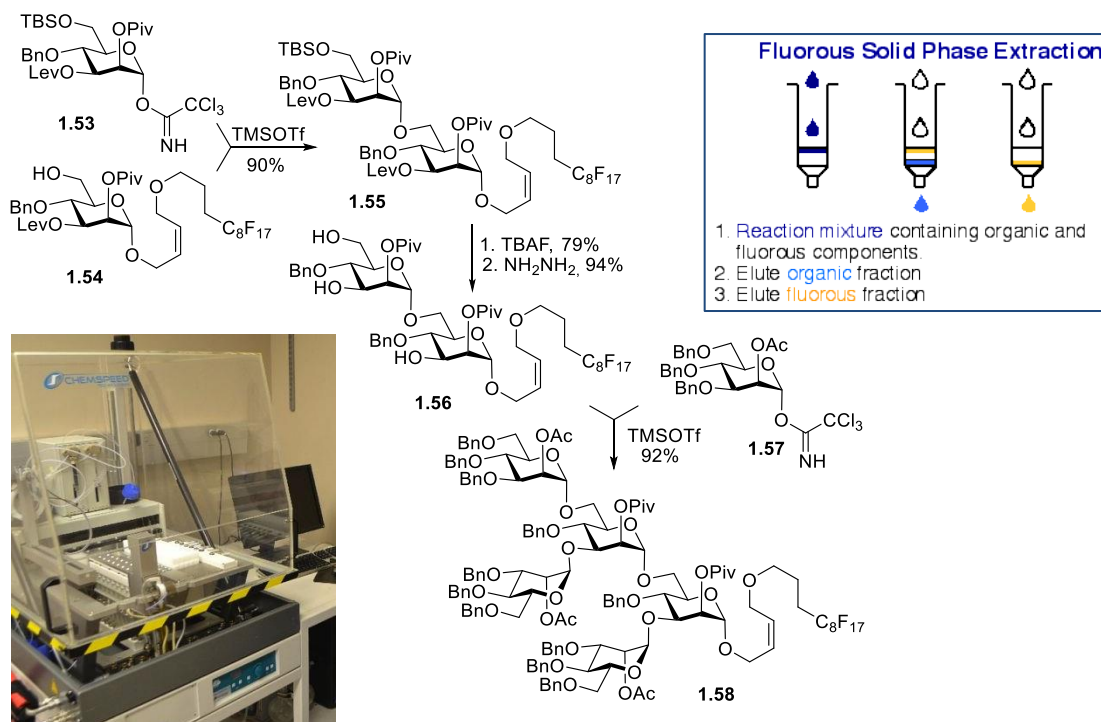 TBSO
OPiv
O
BnO
LevO
O
CCl3
NH
1.53
HO
OPiv
O
BnO
LevO
O
O
C8F17
1.54
TMSOTf
90%
TBSO
OPiv
O
BnO
LevO
O
OPiv
O
BnO
LevO
O
O
C8F17
1.55
1. TBAF, 79%
2. NH2NH2, 94%
HO
OPiv
O
BnO
HO
O
OPiv
O
BnO
HO
O
O
C8F17
1.56
Fluorous Solid Phase Extraction
1. Reaction mixture containing organic and
fluorous components.
2. Elute organic fraction
3. Elute fluorous fraction
CHEMSPEED
BnO
OAc
O
BnO
BnO
O
CCl3
NH
1.57
TMSOTf
92%
BnO
OAc
O
BnO
BnO
O
OPiv
O
BnO
O
O
BnO
BnO
O
BnO
OAc
OPiv
O
BnO
O
O
O
C8F17
BnO
BnO
O
BnO
OAc
1.58